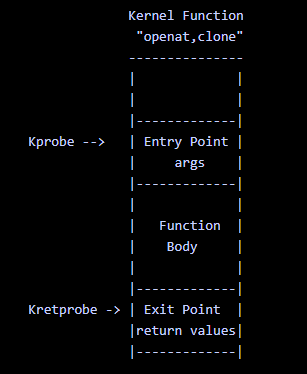 Kernel Function
"openat,clone"
Kprobe --> Entry Point
args
Function
Body
Kretprobe -> Exit Point
return values